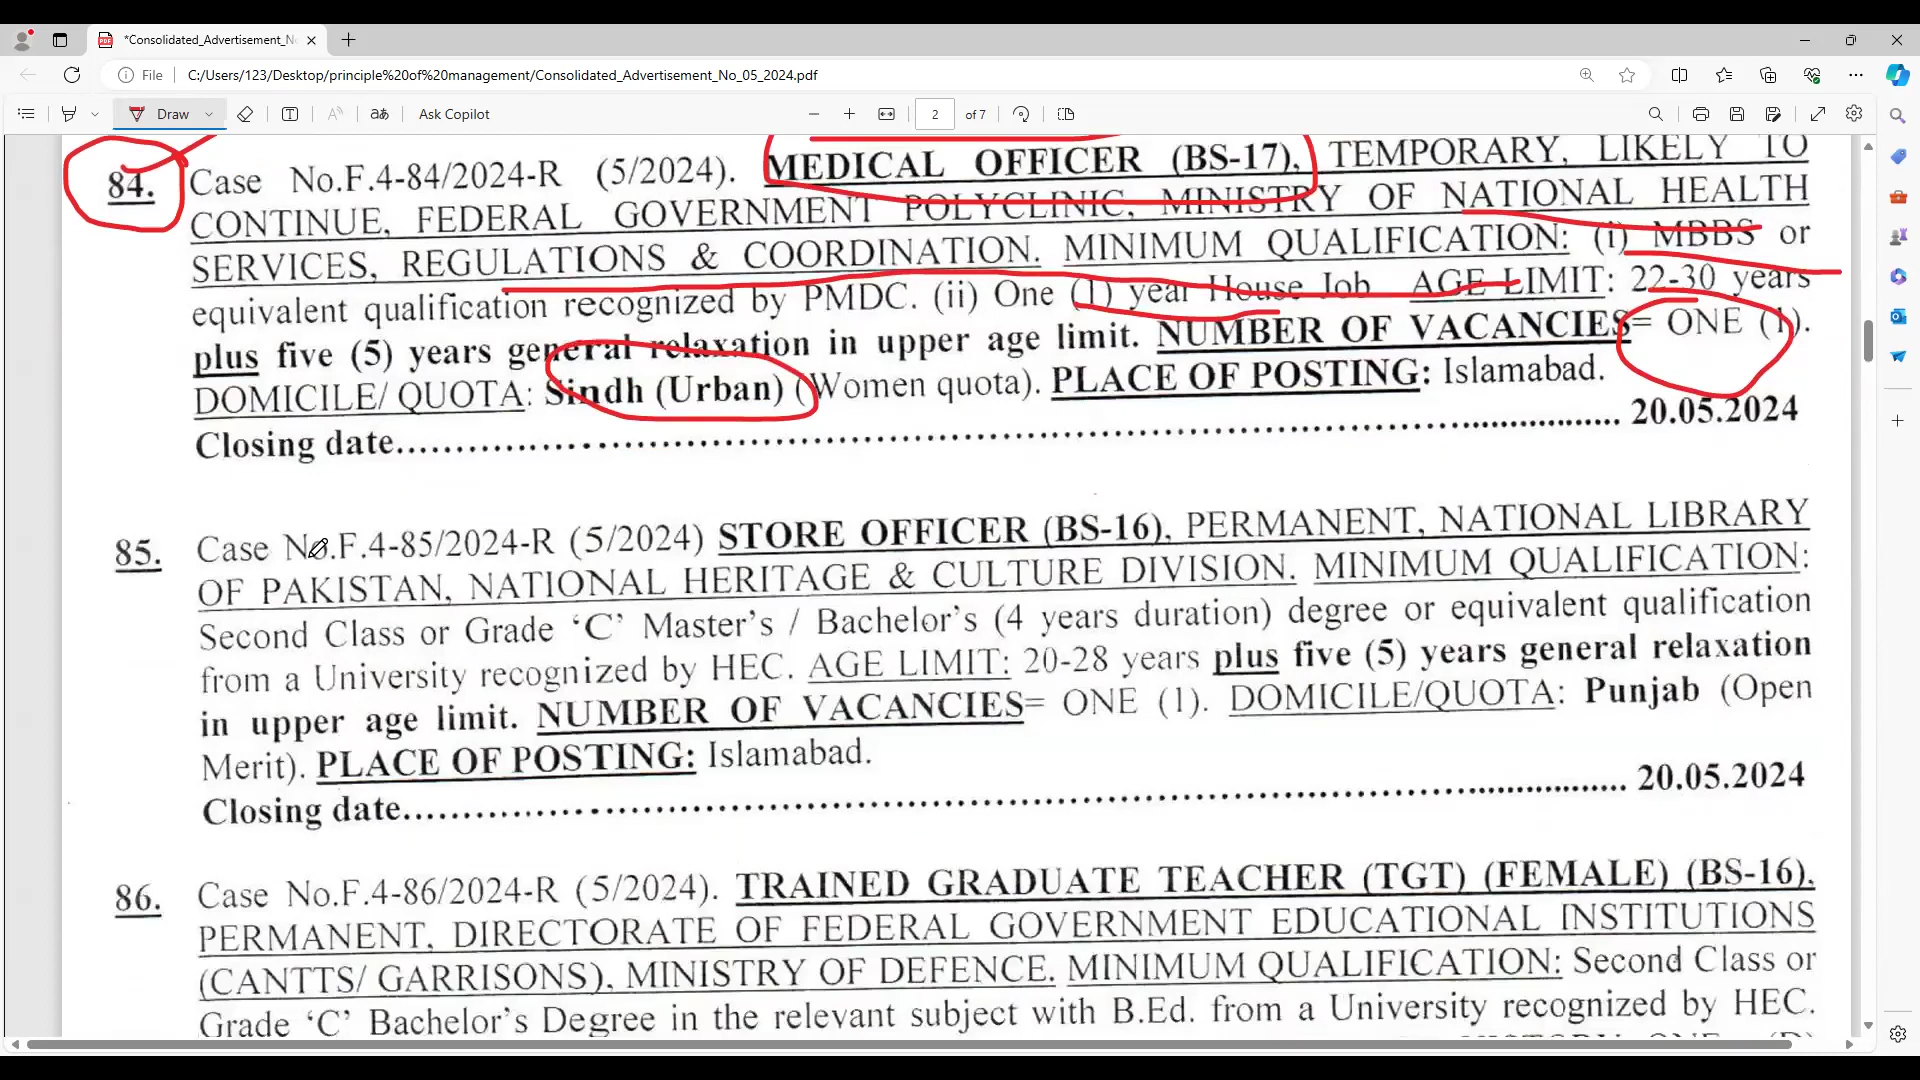 *Consolidated_Advertisement_N
File
C:/Users/123/Desktop/principle%20of%20management/Consolidated_Advertisement_No_05_2024.pdf
Draw
Ask Copilot
2
of 7
84. Case No.F.4-84/2024-R (5/2024). MEDICAL OFFICER (BS-17), TEMPORARY, LIKELY TO
CONTINUE, FEDERAL GOVERNMENT POLYCLINIC, MINISTRY OF NATIONAL HEALTH
SERVICES, REGULATIONS & COORDINATION. MINIMUM QUALIFICATION: (i) MBBS or
equivalent qualification recognized by PMDC. (ii) One (1) year House Job AGE LIMIT: 22-30 years
plus five (5) years general relaxation in upper age limit. NUMBER OF VACANCIES= ONE (1).
DOMICILE/ QUOTA: Sindh (Urban) (Women quota). PLACE OF POSTING: Islamabad.
Closing date........................................................................ 20.05.2024
85. Case No.F.4-85/2024-R (5/2024) STORE OFFICER (BS-16), PERMANENT, NATIONAL LIBRARY
OF PAKISTAN, NATIONAL HERITAGE & CULTURE DIVISION. MINIMUM QUALIFICATION:
Second Class or Grade ‘C’ Master’s / Bachelor’s (4 years duration) degree or equivalent qualification
from a University recognized by HEC. AGE LIMIT: 20-28 years plus five (5) years general relaxation
in upper age limit. NUMBER OF VACANCIES= ONE (1). DOMICILE/QUOTA: Punjab (Open
Merit). PLACE OF POSTING: Islamabad.
Closing date........................................................................ 20.05.2024
86. Case No.F.4-86/2024-R (5/2024). TRAINED GRADUATE TEACHER (TGT) (FEMALE) (BS-16),
PERMANENT, DIRECTORATE OF FEDERAL GOVERNMENT EDUCATIONAL INSTITUTIONS
(CANTTS/ GARRISONS), MINISTRY OF DEFENCE. MINIMUM QUALIFICATION: Second Class or
Grade ‘C’ Bachelor’s Degree in the relevant subject with B.Ed. from a University recognized by HEC.